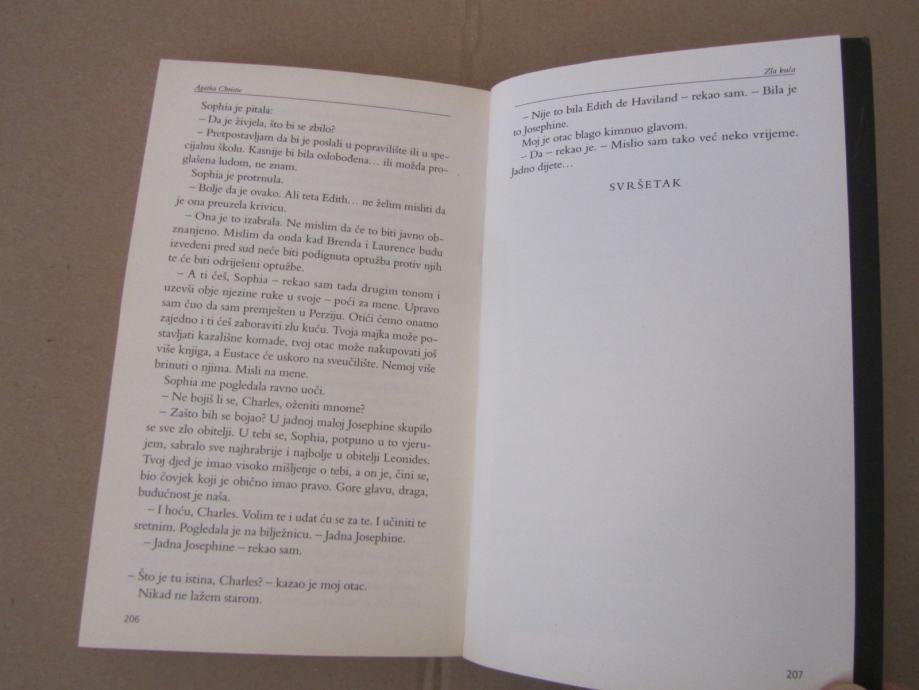 Agatha Christie
Sophia je pitala:
– Da je živjela, što bi se zbilo?
– Pretpostavljam da bi je poslali u popravilište ili u spe-
cijalnu školu. Kasnije bi bila oslobođena... ili možda pro-
glašena ludom, ne znam.
Sophia je protrnula.
– Bolje da je ovako. Ali teta Edith... ne želim misliti da
je ona preuzela krivicu.
– Ona je to izabrala. Ne mislim da će to biti javno ob-
znanjeno. Mislim da onda kad Brenda i Laurence budu
izvedeni pred sud neće biti podignuta optužba protiv njih
te će biti odriješeni optužbe.
– A ti ćeš, Sophia – rekao sam tada drugim tonom i
uzevši obje njezine ruke u svoje – poći za mene. Upravo
sam čuo da sam premješten u Perziju. Otići ćemo onamo
zajedno i ti ćeš zaboraviti zlu kuću. Tvoja majka može po-
stavljati kazališne komade, tvoj otac može nakupovati još
više knjiga, a Eustace će uskoro na sveučilište. Nemoj više
brinuti o njima. Misli na mene.
Sophia me pogledala ravno uoči.
– Ne bojiš li se, Charles, oženiti mnome?
– Zašto bih se bojao? U jadnoj maloj Josephine skupilo
se sve zlo obitelji. U tebi se, Sophia, potpuno u to vjeru-
jem, sabralo sve najhrabrije i najbolje u obitelji Leonides.
Tvoj djed je imao visoko mišljenje o tebi, a on je, čini se,
bio čovjek koji je obično imao pravo. Gore glavu, draga,
budućnost je naša.
– I hoću, Charles. Volim te i udat ću se za te. I učiniti te
sretnim. Pogledala je na bilježnicu. – Jadna Josephine.
– Jadna Josephine – rekao sam.
– Što je tu istina, Charles? – kazao je moj otac.
Nikad ne lažem starom.
206
Zla kuća
– Nije to bila Edith de Haviland – rekao sam. – Bila je
to Josephine.
Moj je otac blago kimnuo glavom.
– Da – rekao je. – Mislio sam tako već neko vrijeme.
Jadno dijete...
SVRŠETAK
207